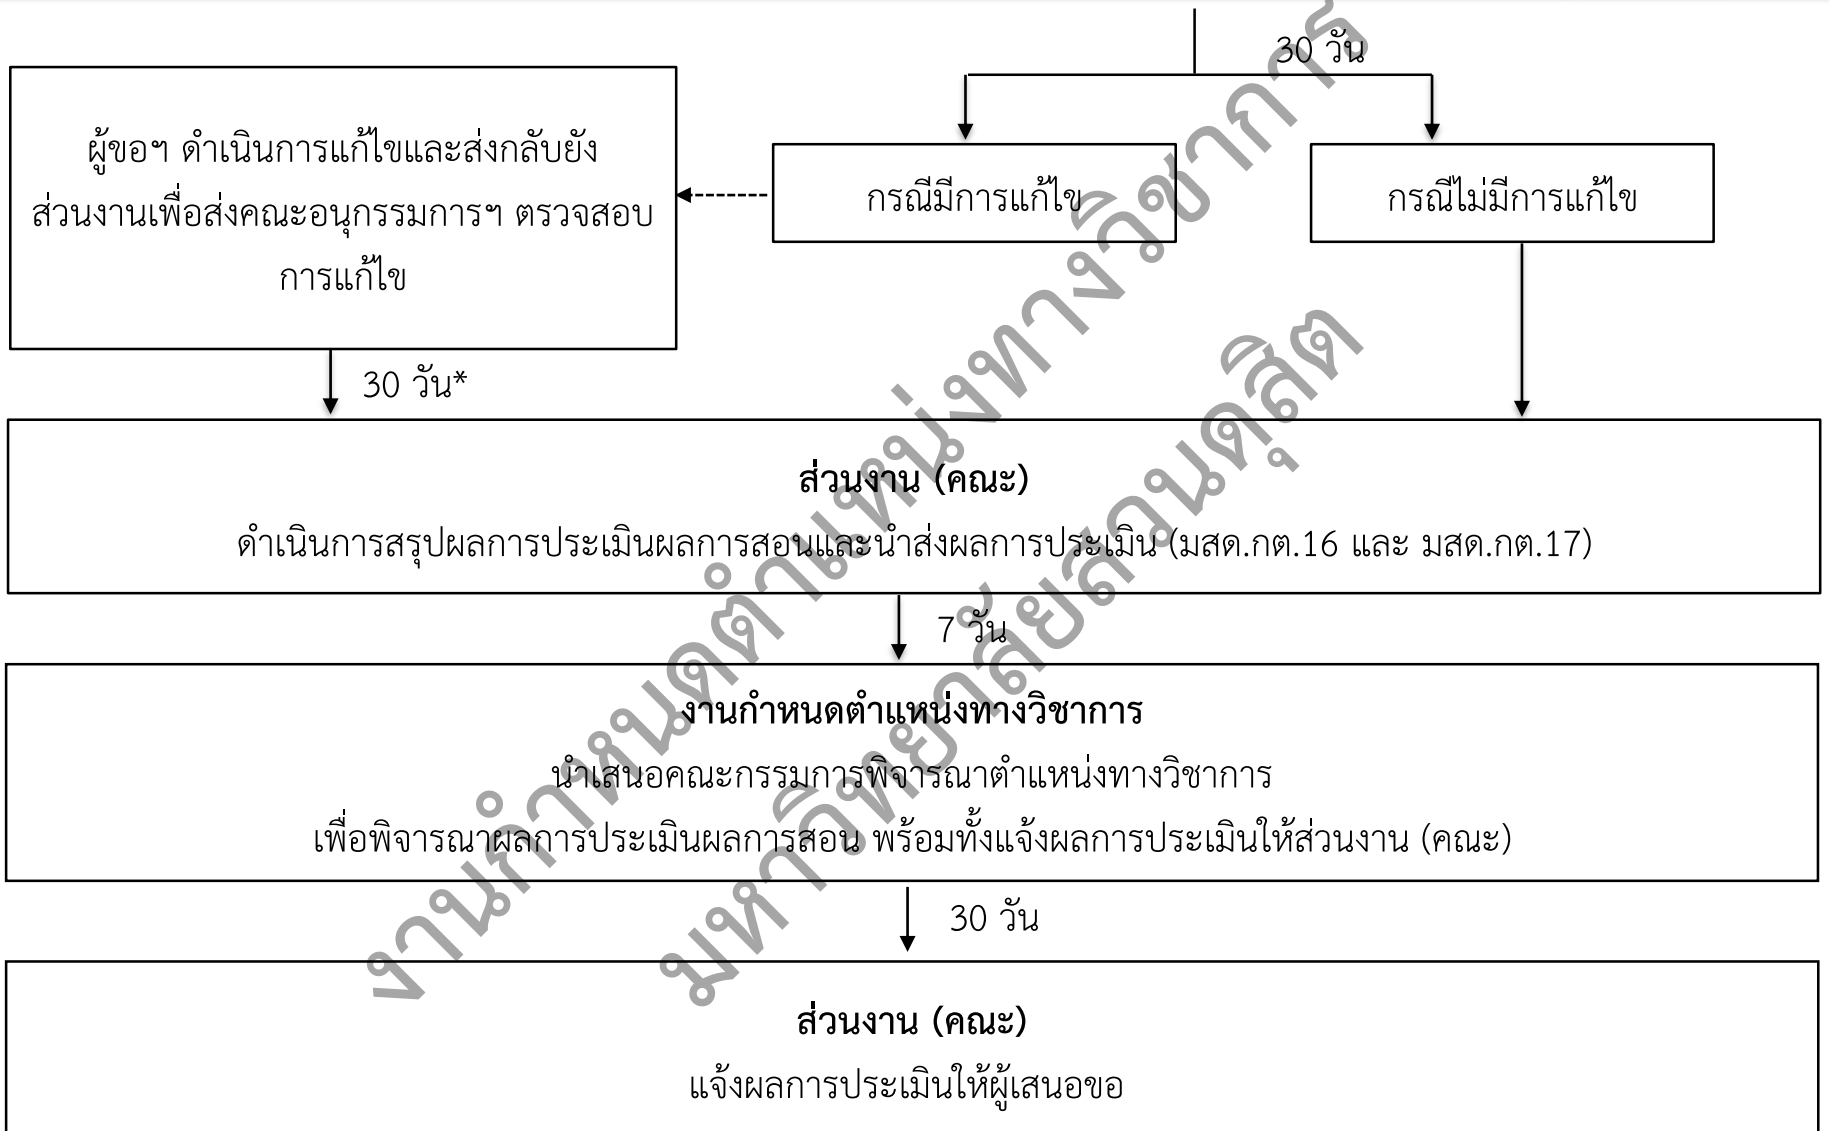 30 วัน
ผู้ขอฯ ดำเนินการแก้ไขและส่งกลับยัง
ส่วนงานเพื่อส่งคณะอนุกรรมการฯ ตรวจสอบ
การแก้ไข
กรณีมีการแก้ไข
กรณีไม่มีการแก้ไข
30 วัน*
ส่วนงาน (คณะ)
ดำเนินการสรุปผลการประเมินผลการสอนและนำส่งผลการประเมิน (มสด.กต.16 และ มสด.กต.17)
7 วัน
งานกำหนดตำแหน่งทางวิชาการ
นำเสนอคณะกรรมการพิจารณาตำแหน่งทางวิชาการ
เพื่อพิจารณาผลการประเมินผลการสอน พร้อมทั้งแจ้งผลการประเมินให้ส่วนงาน (คณะ)
30 วัน
ส่วนงาน (คณะ)
แจ้งผลการประเมินให้ผู้เสนอขอ
งานกำหนดตำแหน่งทางวิชาการ
มหาวิทยาลัยสวนดุสิต